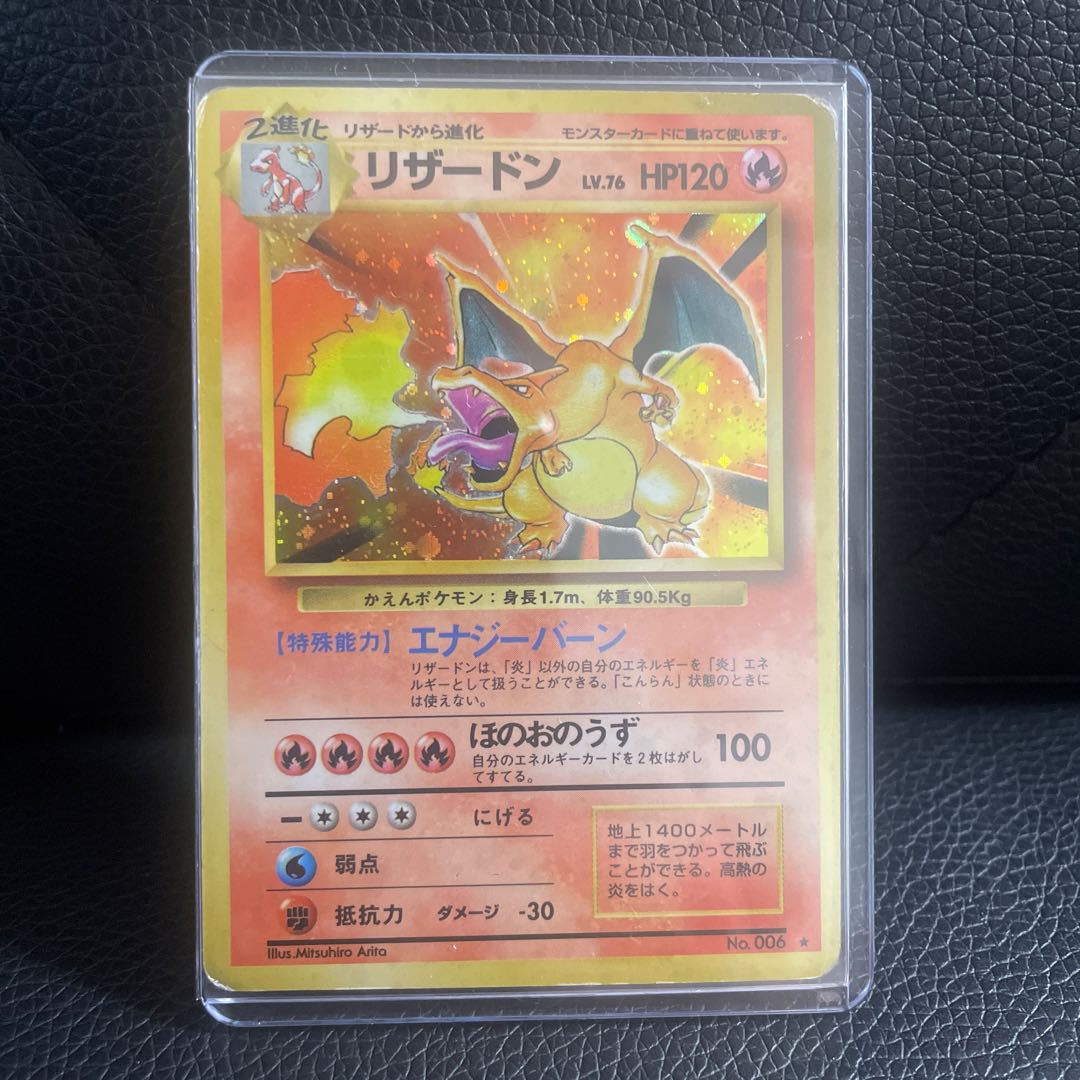 2進化 リザードから進化 モンスターカードに重ねて使います。
リザードン LV.76 HP120
かえんポケモン：身長1.7m、体重90.5Kg
【特殊能力】エナジーバーン
リザードンは、「炎」以外の自分のエネルギーを「炎」エネ
ルギーとして扱うことができる。「こんらん」状態のときに
は使えない。
ほのおのうず 100
自分のエネルギーカードを2枚はがし
てすてる。
にげる
弱点
抵抗力 ダメージ -30
地上1400メートル
まで羽をつかって飛ぶ
ことができる。高熱の
炎をはく。
Illus.Mitsuhiro Arita
No. 006 ★